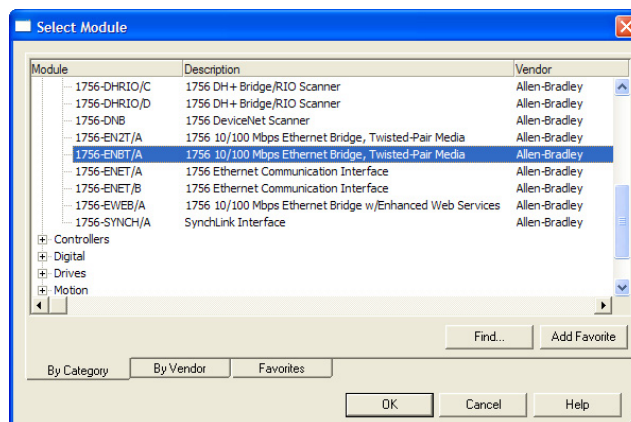 Select Module
Module Description Vendor
1756-DHRIO/C 1756 DH+ Bridge/RIO Scanner Allen-Bradley
1756-DHRIO/D 1756 DH+ Bridge/RIO Scanner Allen-Bradley
1756-DNB 1756 DeviceNet Scanner Allen-Bradley
1756-EN2T/A 1756 10/100 Mbps Ethernet Bridge, Twisted-Pair Media Allen-Bradley
1756-ENBT/A 1756 10/100 Mbps Ethernet Bridge, Twisted-Pair Media Allen-Bradley
1756-ENET/A 1756 Ethernet Communication Interface Allen-Bradley
1756-ENET/B 1756 Ethernet Communication Interface Allen-Bradley
1756-EWEB/A 1756 10/100 Mbps Ethernet Bridge w/Enhanced Web Services Allen-Bradley
1756-SYNCH/A SynchLink Interface Allen-Bradley
Controllers
Digital
Drives
Motion
Find... Add Favorite
By Category By Vendor Favorites
OK Cancel Help